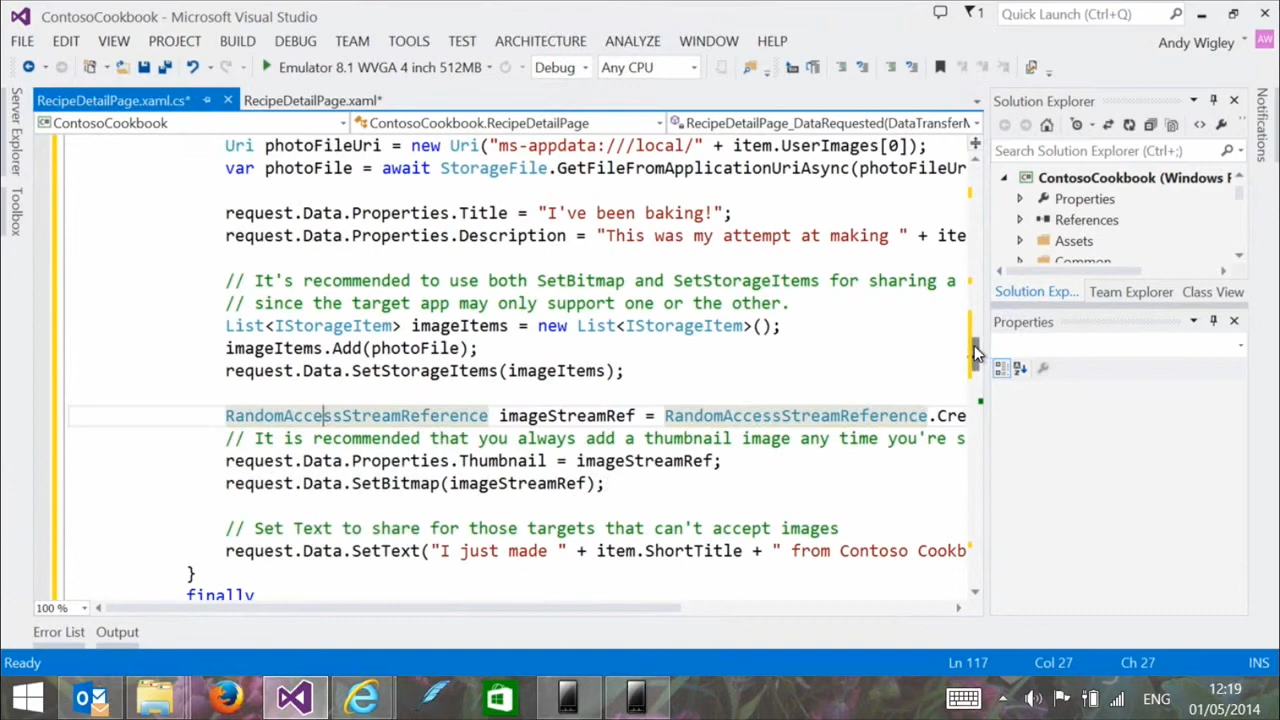 ContosoCookbook - Microsoft Visual Studio
1
Quick Launch (Ctrl+Q)
FILE EDIT VIEW PROJECT BUILD DEBUG TEAM TOOLS TEST ARCHITECTURE ANALYZE WINDOW HELP
Andy Wigley
AW
Emulator 8.1 WVGA 4 inch 512MB Debug Any CPU
Server Explorer
Toolbox
RecipeDetailPage.xaml.cs* RecipeDetailPage.xaml*
ContosoCookbook ContosoCookbook.RecipeDetailPage RecipeDetailPage_DataRequested(DataTransferM
Uri photoFileUri = new Uri("ms-appdata:///local/" + item.UserImages[0]);
var photoFile = await StorageFile.GetFileFromApplicationUriAsync(photoFileUr
request.Data.Properties.Title = "I've been baking!";
request.Data.Properties.Description = "This was my attempt at making " + ite
// It's recommended to use both SetBitmap and SetStorageItems for sharing a
// since the target app may only support one or the other.
List<IStorageItem> imageItems = new List<IStorageItem>();
imageItems.Add(photoFile);
request.Data.SetStorageItems(imageItems);
RandomAccessStreamReference imageStreamRef = RandomAccessStreamReference.Cre
// It is recommended that you always add a thumbnail image any time you're s
request.Data.Properties.Thumbnail = imageStreamRef;
request.Data.SetBitmap(imageStreamRef);
// Set Text to share for those targets that can't accept images
request.Data.SetText("I just made " + item.ShortTitle + " from Contoso Cookb
}
finally
100 %
Solution Explorer
Search Solution Explorer (Ctrl+;)
ContosoCookbook (Windows F
Properties
References
Assets
Common
Solution Exp... Team Explorer Class View
Properties
Notifications
Error List Output
Ready Ln 117 Col 27 Ch 27 INS
ENG
12:19
01/05/2014